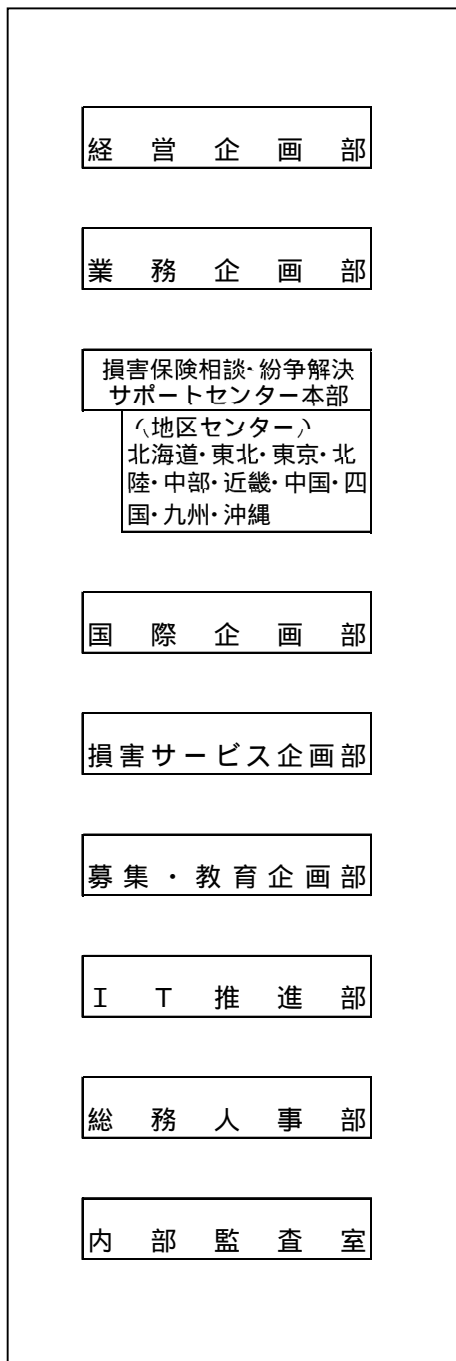 経営企画部
業務企画部
損害保険相談・紛争解決
サポートセンター本部
（地区センター）
北海道・東北・東京・北
陸・中部・近畿・中国・四
国・九州・沖縄
国際企画部
損害サービス企画部
募集・教育企画部
ＩＴ推進部
総務人事部
内部監査室